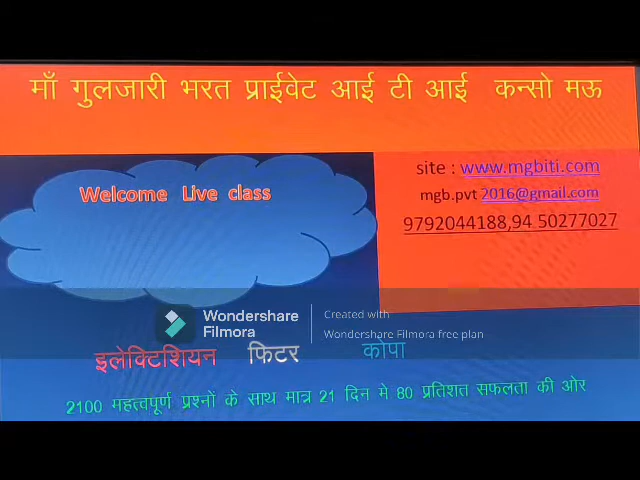 माँ गुलजारी भरत प्राईवेट आई टी आई कन्सो मऊ
site : www.mgbiti.com
Welcome Live class
mgb.pvt 2016@gmail.com
9792044188,94 50277027
Wondershare Filmora
Created with
Wondershare Filmora free plan
इलेक्टिशियन फिटर कोपा
2100 महत्वपूर्ण प्रश्नों के साथ मात्र 21 दिन मे 80 प्रतिशत सफलता की ओर